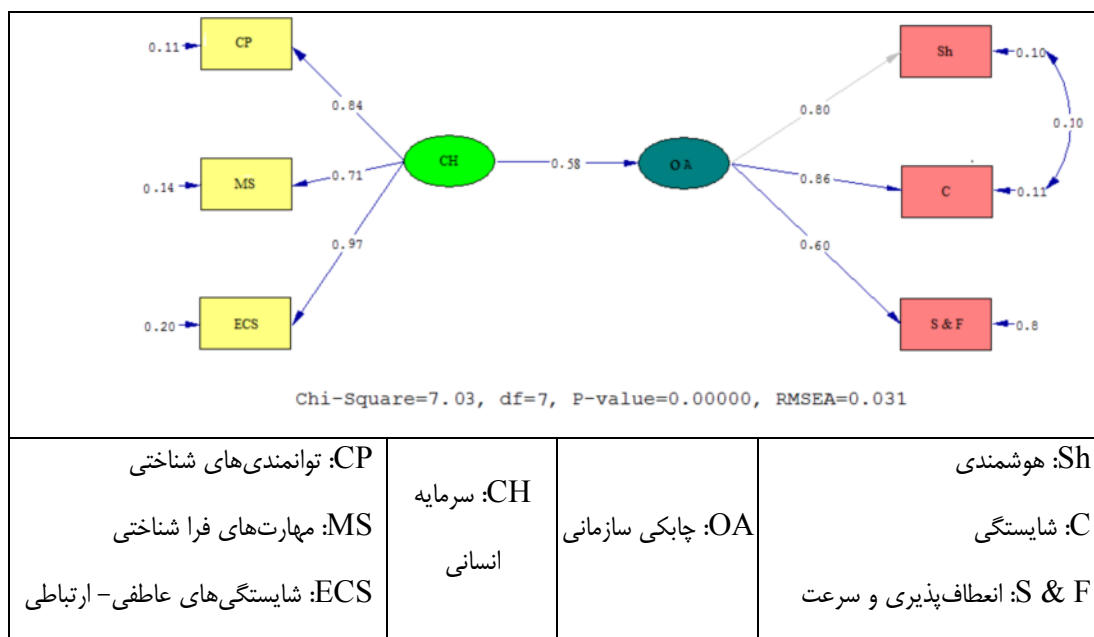 0.11
CP
0.84
0.14
MS
0.71
CH
0.97
0.20
ECS
0.58
OA
0.80
Sh
0.10
0.10
0.86
C
0.11
0.60
S & F
0.8
Chi-Square=7.03, df=7, P-value=0.00000, RMSEA=0.031
Sh: هوشمندی
C: شایستگی
S & F: انعطاف‌پذیری و سرعت
OA: چابکی سازمانی
CH: سرمایه
انسانی
CP: توانمندی‌های شناختی
MS: مهارت‌های فرا شناختی
ECS: شایستگی‌های عاطفی- ارتباطی